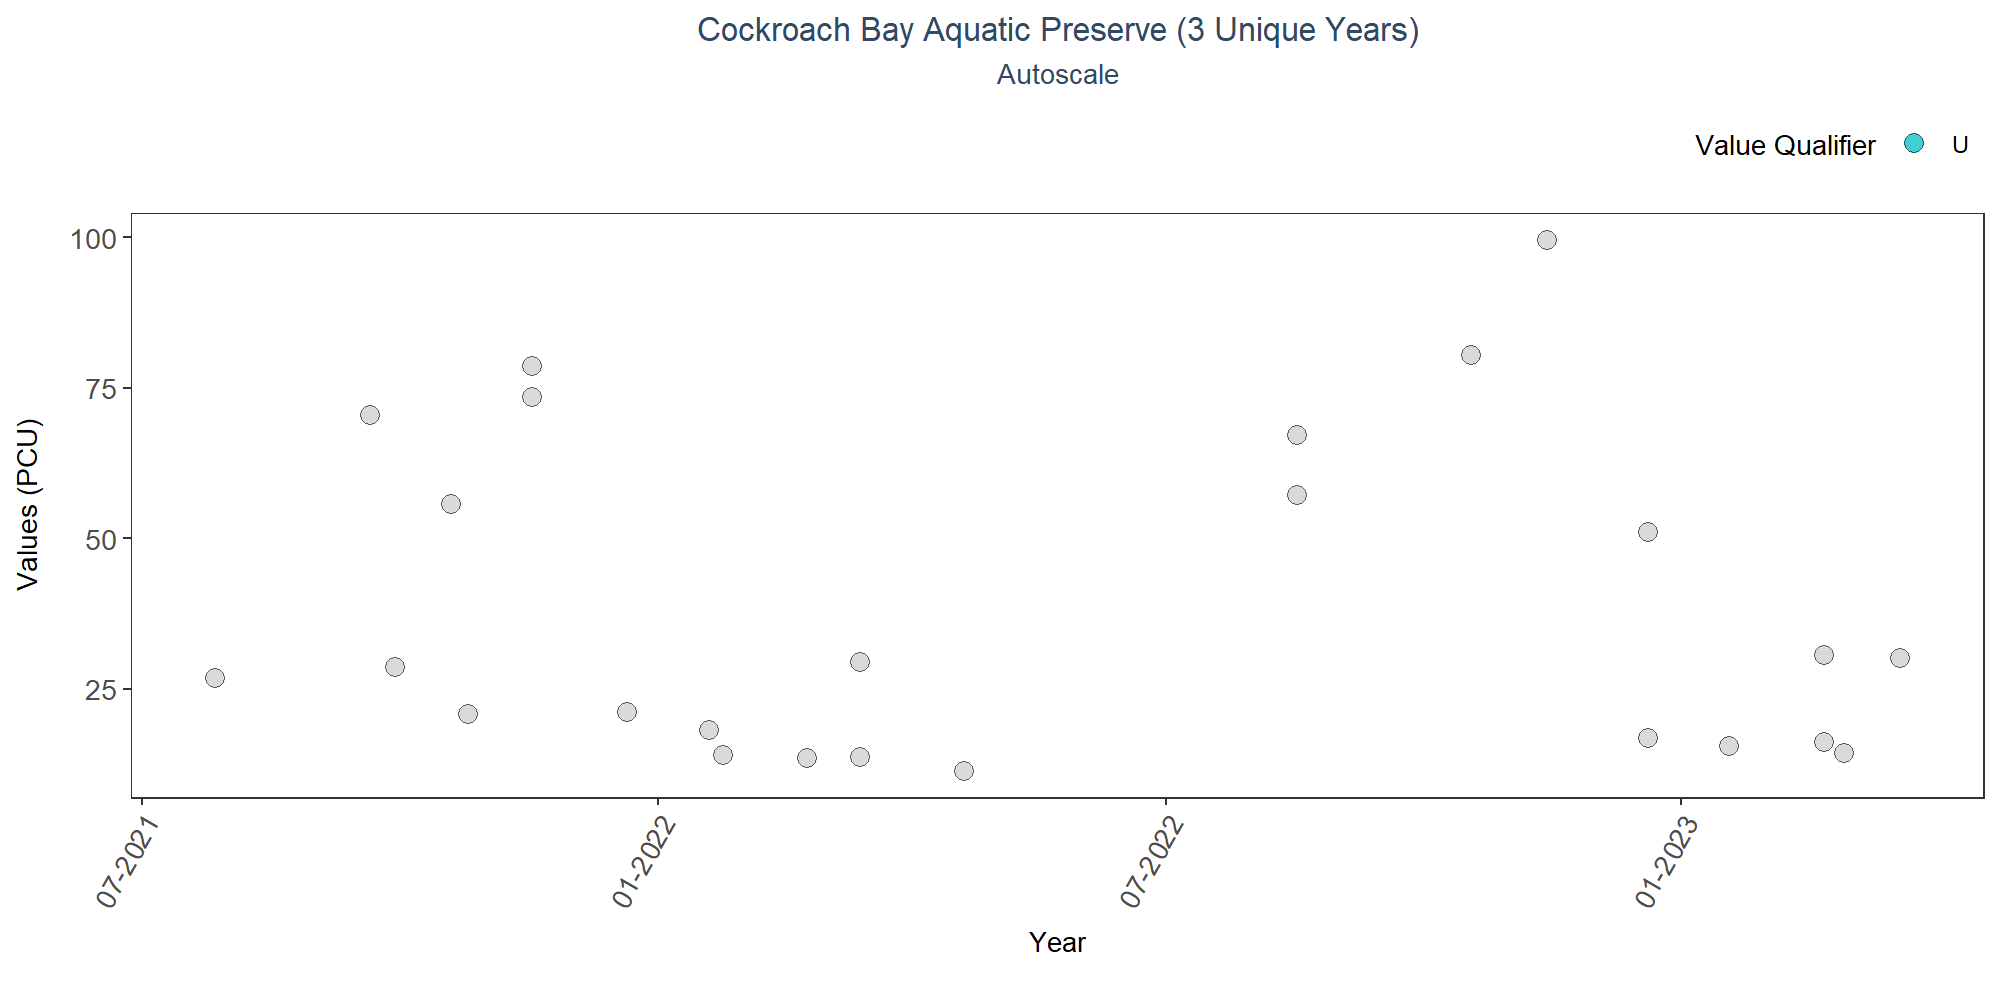 Cockroach Bay Aquatic Preserve (3 Unique Years)
Autoscale
Value Qualifier U
100
75
50
25
Values (PCU)
07-2021
01-2022
07-2022
01-2023
Year